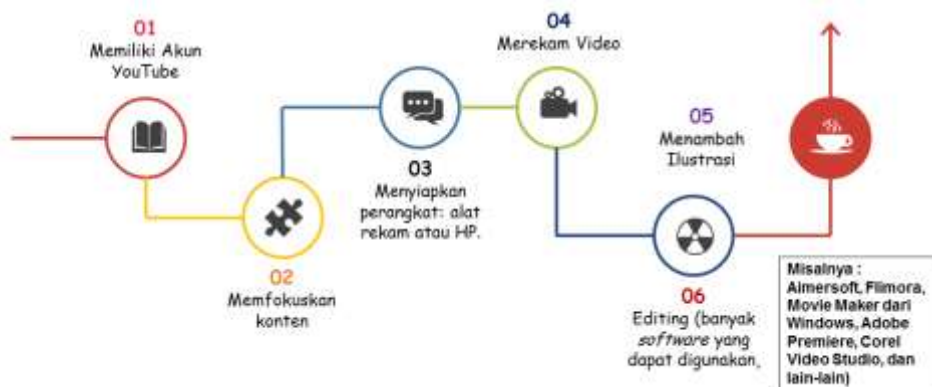 01
Memiliki Akun
YouTube
02
Memfokuskan
konten
03
Menyiapkan
perangkat: alat
rekam atau HP.
04
Merekam Video
05
Menambah
Ilustrasi
06
Editing (banyak
software yang
dapat digunakan,
Misalnya :
Aimersoft, Flimora,
Movie Maker dari
Windows, Adobe
Premiere, Corel
Video Studio, dan
lain-lain)